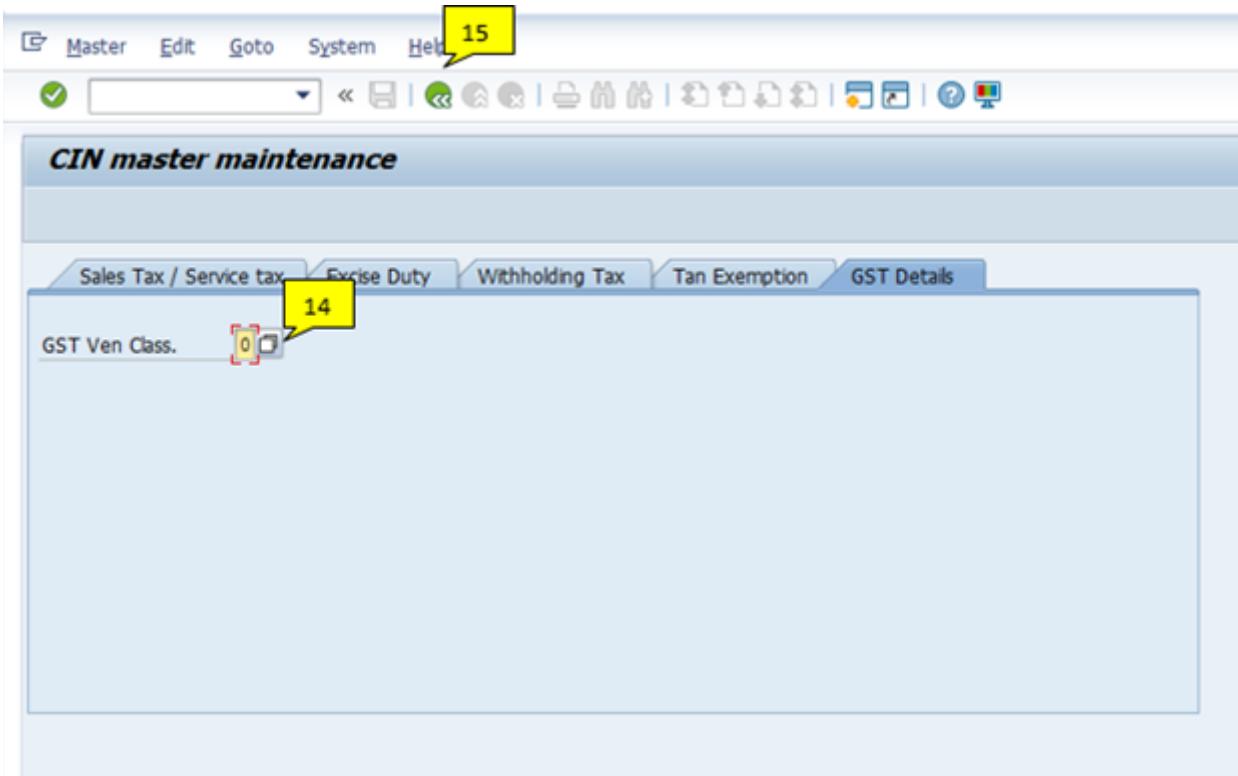 15
Master Edit Goto System Help
CIN master maintenance
Sales Tax / Service tax Excise Duty Withholding Tax Tan Exemption GST Details
14
GST Ven Class. 0